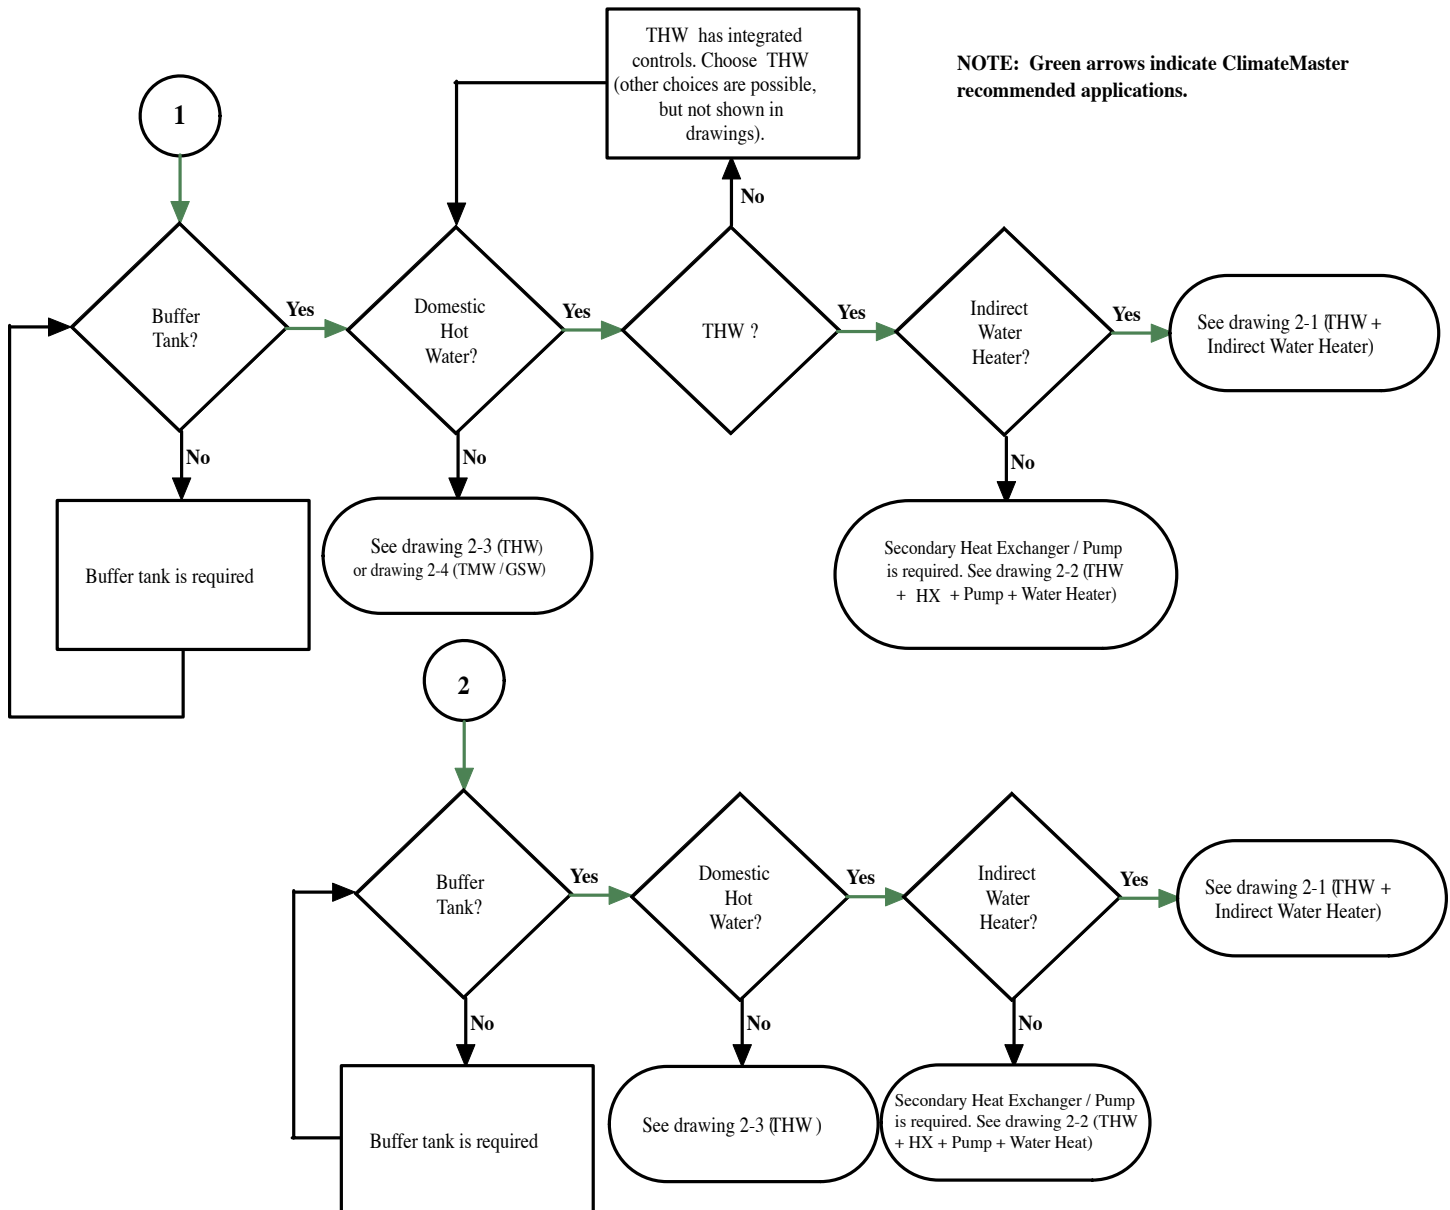 THW has integrated
controls. Choose THW
(other choices are possible,
but not shown in
drawings).
NOTE: Green arrows indicate ClimateMaster
recommended applications.
1
No
Buffer
Tank?
Yes
Domestic
Hot
Water?
Yes
THW ?
Yes
Indirect
Water
Heater?
Yes
See drawing 2-1 (THW +
Indirect Water Heater)
No
Buffer tank is required
No
See drawing 2-3 (THW)
or drawing 2-4 (TMW / GSW)
No
Secondary Heat Exchanger / Pump
is required. See drawing 2-2 (THW
+ HX + Pump + Water Heater)
2
Buffer
Tank?
Yes
Domestic
Hot
Water?
Yes
Indirect
Water
Heater?
Yes
See drawing 2-1 (THW +
Indirect Water Heater)
No
Buffer tank is required
No
See drawing 2-3 (THW )
No
Secondary Heat Exchanger / Pump
is required. See drawing 2-2 (THW
+ HX + Pump + Water Heat)